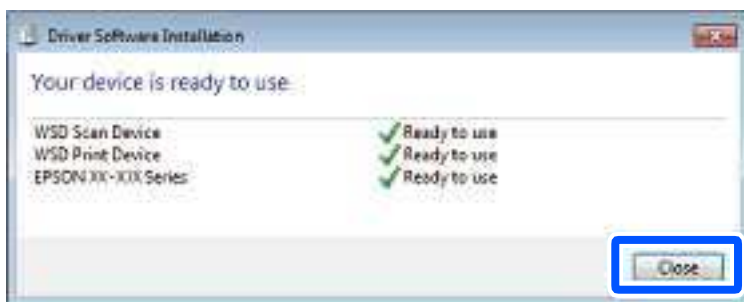 Driver Software Installation
Your device is ready to use
WSD Scan Device Ready to use
WSD Print Device Ready to use
EPSON XX-XXX Series Ready to use
Close